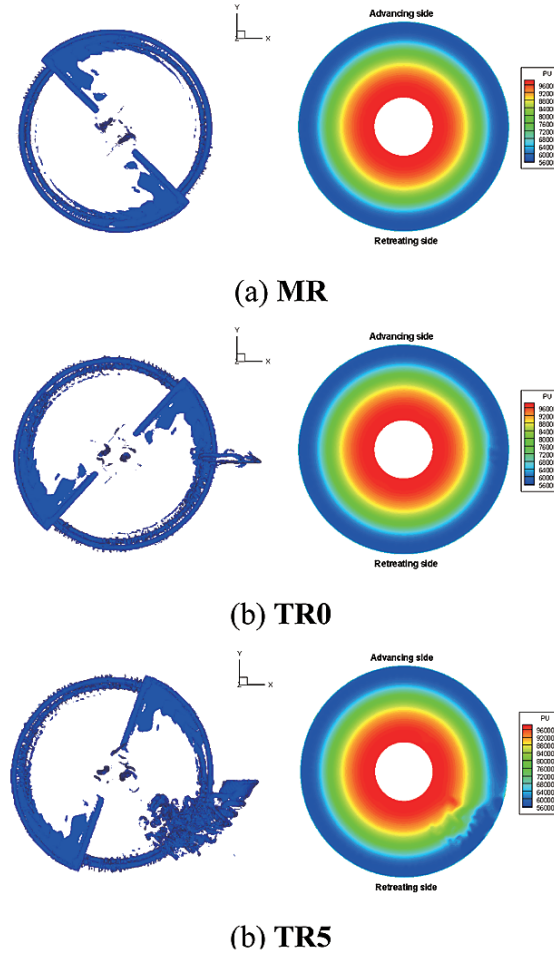 Advancing side
Y
X
Z
PU
96000
92000
88000
84000
80000
76000
72000
68000
64000
60000
56000
Retreating side
(a) MR
Advancing side
Y
X
Z
PU
96000
92000
88000
84000
80000
76000
72000
68000
64000
60000
56000
Retreating side
(b) TR0
Advancing side
Y
X
Z
PU
96000
92000
88000
84000
80000
76000
72000
68000
64000
60000
56000
Retreating side
(b) TR5